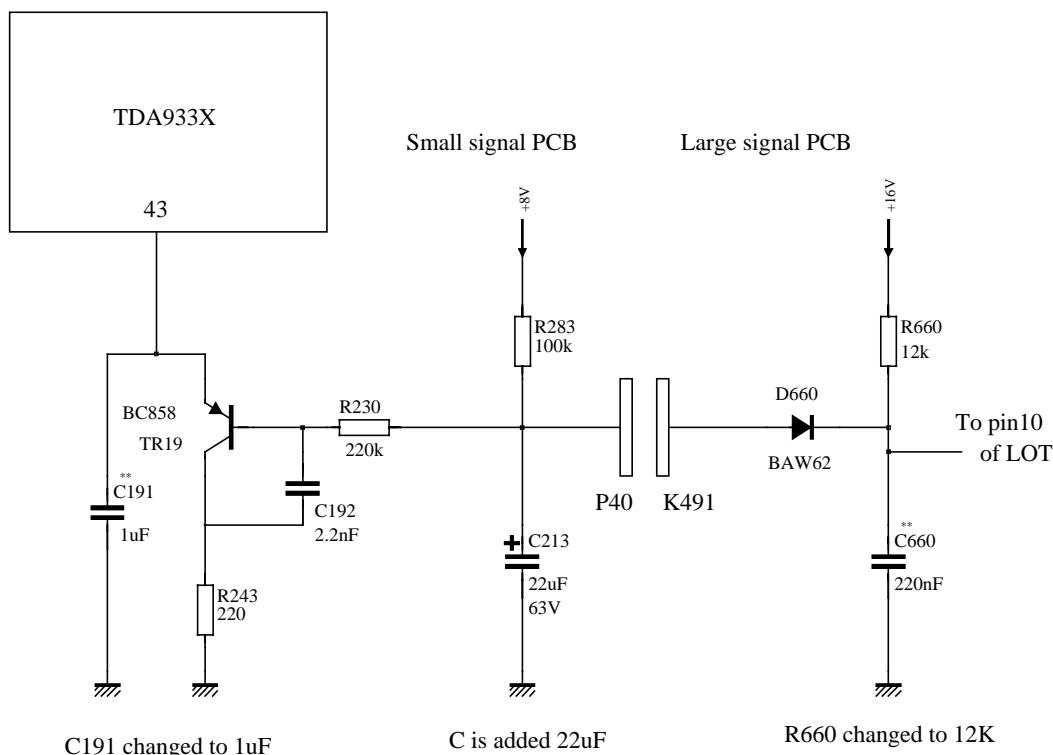 TDA933X
43
Small signal PCB
Large signal PCB
+8V
+16V
R283
100k
R660
12k
BC858
TR19
R230
220k
D660
BAW62
To pin10
of LOT
**
C191
1uF
C192
2.2nF
P40
K491
+
C213
22uF
63V
**
C660
220nF
R243
220
C191 changed to 1uF
C is added 22uF
R660 changed to 12K